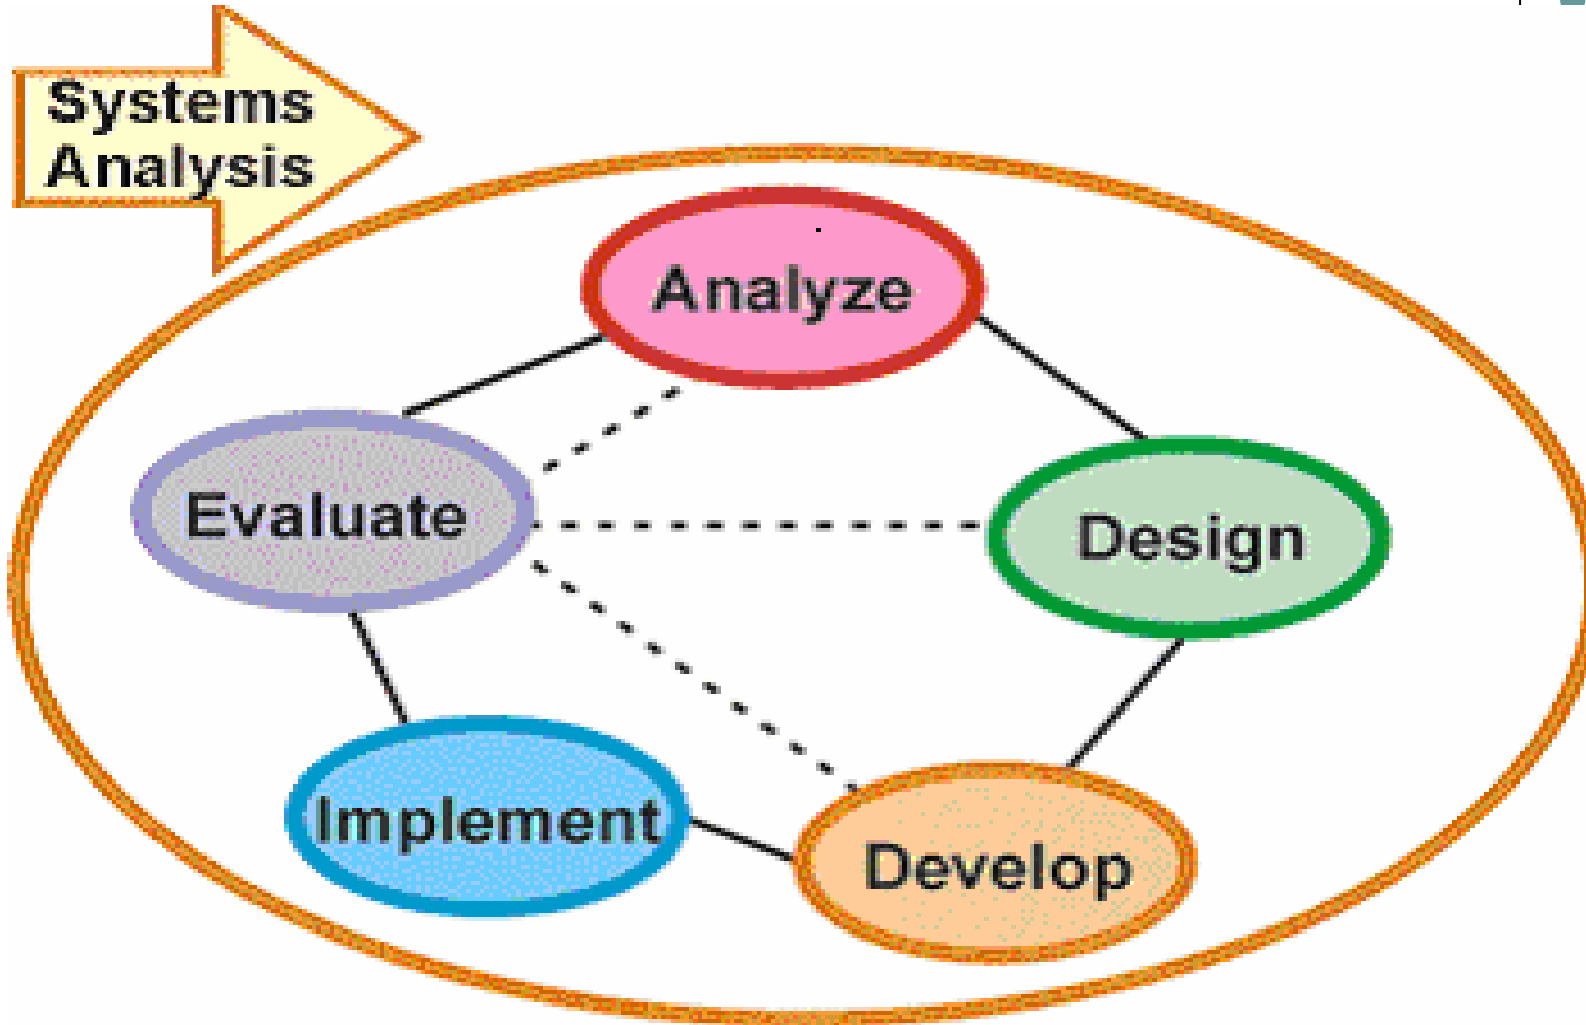 Systems
Analysis
Analyze
Evaluate
Design
Implement
Develop